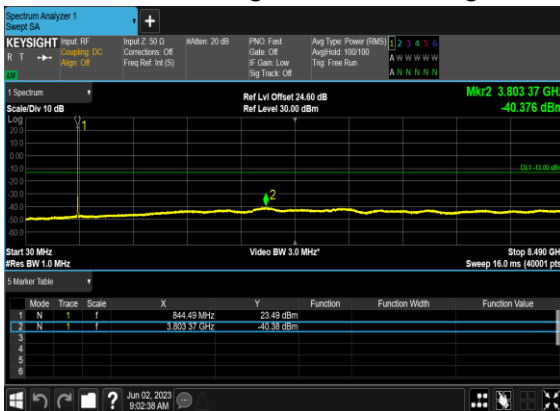 Spectrum Analyzer 1
Swept SA
KEYSIGHT Input: RF Input Z: 50 Ω #Atten: 20 dB PNO: Fast Avg Type: Power (RMS) 1 2 3 4 5 6
R T Coupling: DC Corrections: Off Gate: Off Avg|Hold: 100/100 A W W W W W
Align: Off Freq Ref: Int (S) IF Gain: Low Trig: Free Run
LV Sig Track: Off A N N N N N
1 Spectrum Ref Lvl Offset 24.60 dB Mkr2 3.803 37 GHz
Scale/Div 10 dB Ref Level 30.00 dBm -40.376 dBm
Log
20.0 1
10.0
0.00
-10.0 DL1 -13.00 dBm
-20.0
-30.0 2
-40.0
-50.0
-60.0
Start 30 MHz Video BW 3.0 MHz* Stop 8.490 GHz
#Res BW 1.0 MHz Sweep 16.0 ms (40001 pts)
5 Marker Table
Mode Trace Scale X Y Function Function Width Function Value
1 N 1 f 844.49 MHz 23.49 dBm
2 N 1 f 3.803 37 GHz -40.38 dBm
3
4
5
6
? Jun 02, 2023
9:02:38 AM